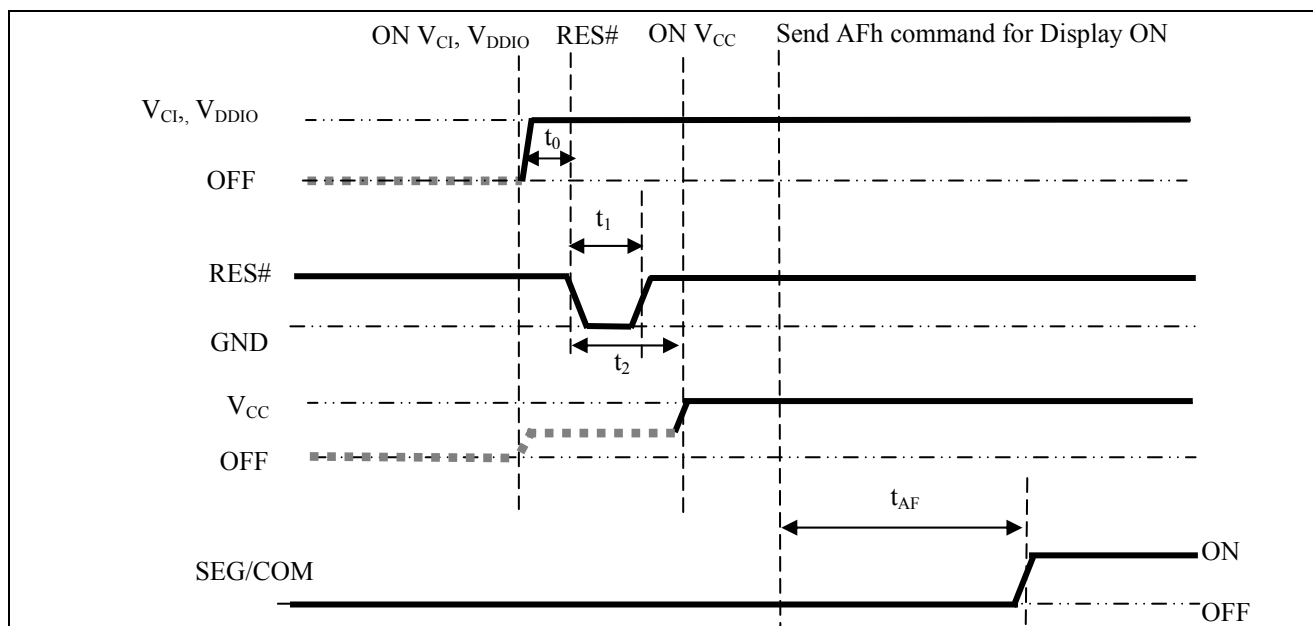 ON V_CI, V_DDIO RES# ON V_CC Send AFh command for Display ON
V_CI,, V_DDIO
t_0
OFF
t_1
RES#
GND
t_2
V_CC
OFF
t_AF
ON
SEG/COM
OFF